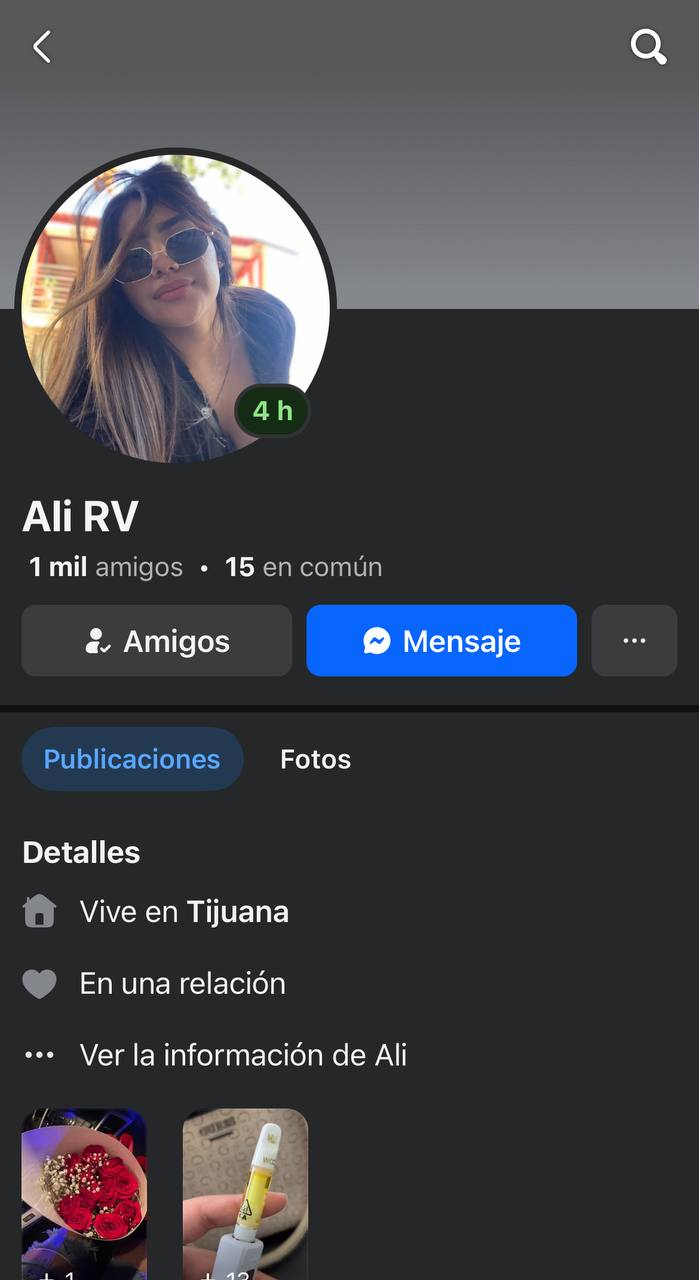 4 h
Ali RV
1 mil amigos • 15 en común
Amigos
Mensaje
Publicaciones
Fotos
Detalles
Vive en Tijuana
En una relación
Ver la información de Ali
+ 1
+ 13